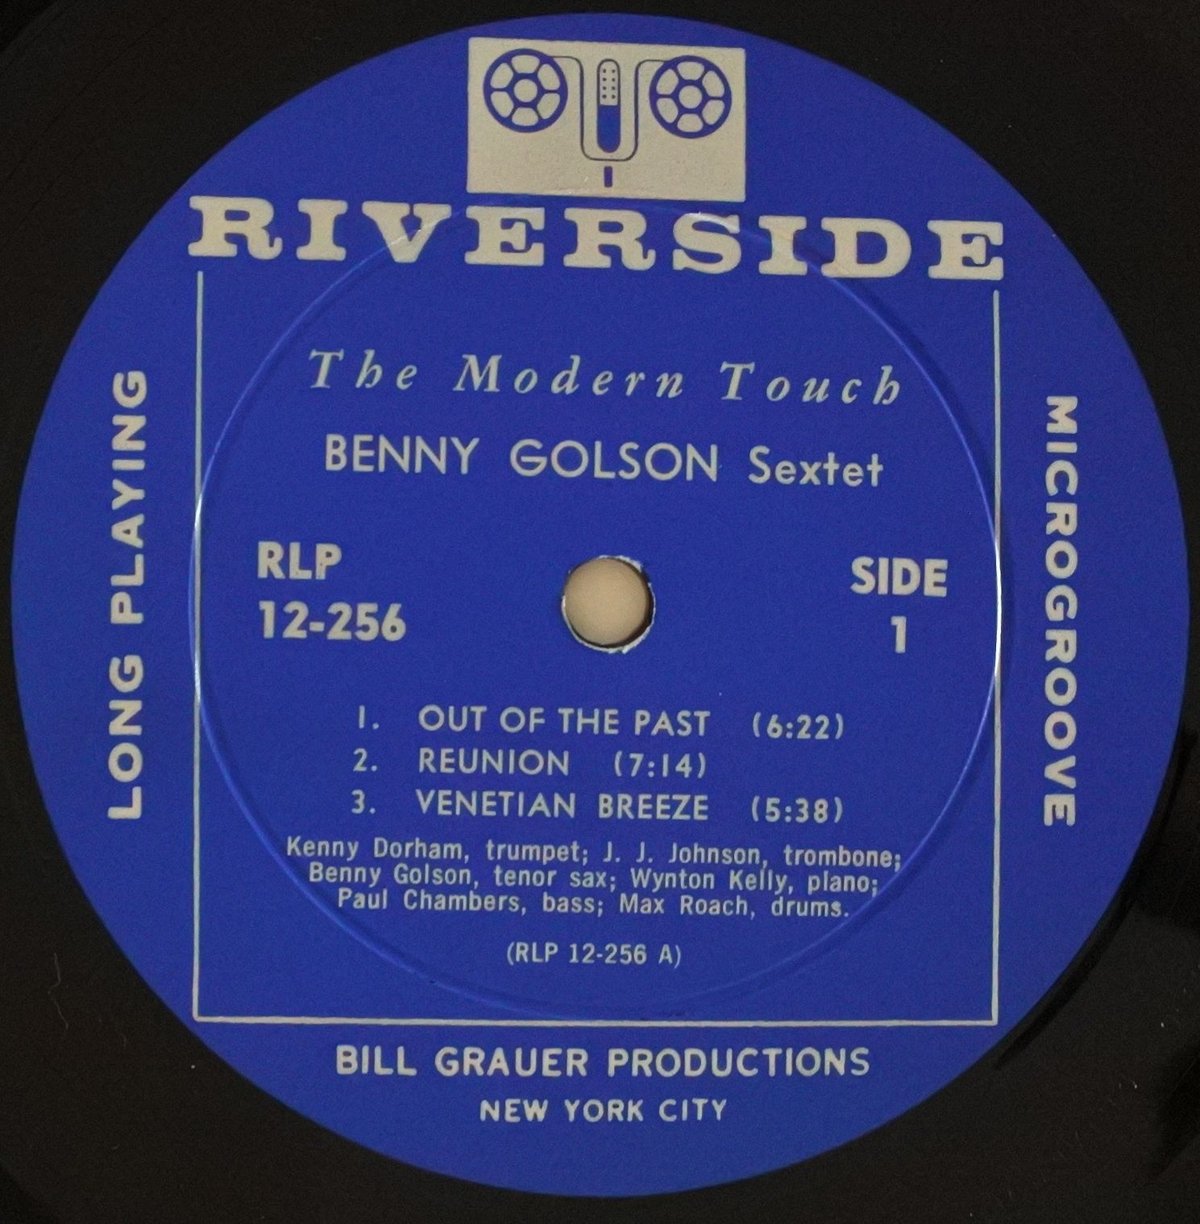 RIVERSIDE
The Modern Touch
BENNY GOLSON Sextet
RLP
12-256
SIDE
1
LONG PLAYING
MICROGROOVE
1. OUT OF THE PAST (6:22)
2. REUNION (7:14)
3. VENETIAN BREEZE (5:38)
Kenny Dorham, trumpet; J. J. Johnson, trombone;
Benny Golson, tenor sax; Wynton Kelly, piano;
Paul Chambers, bass; Max Roach, drums.
(RLP 12-256 A)
BILL GRAUER PRODUCTIONS
NEW YORK CITY